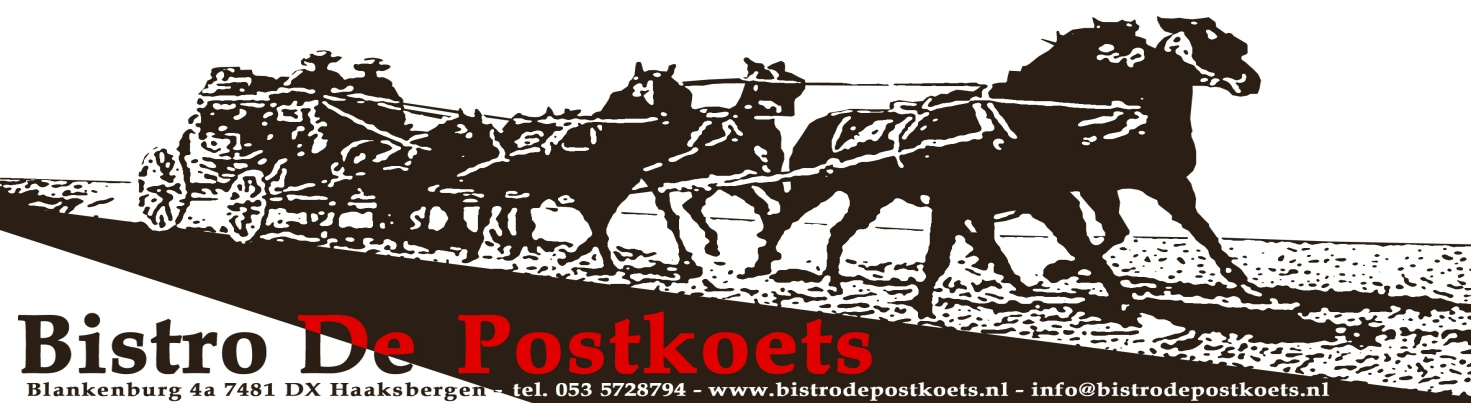 Bistro De Postkoets
Blankenburg 4a 7481 DX Haaksbergen - tel. 053 5728794 - www.bistrodepostkoets.nl - info@bistrodepostkoets.nl